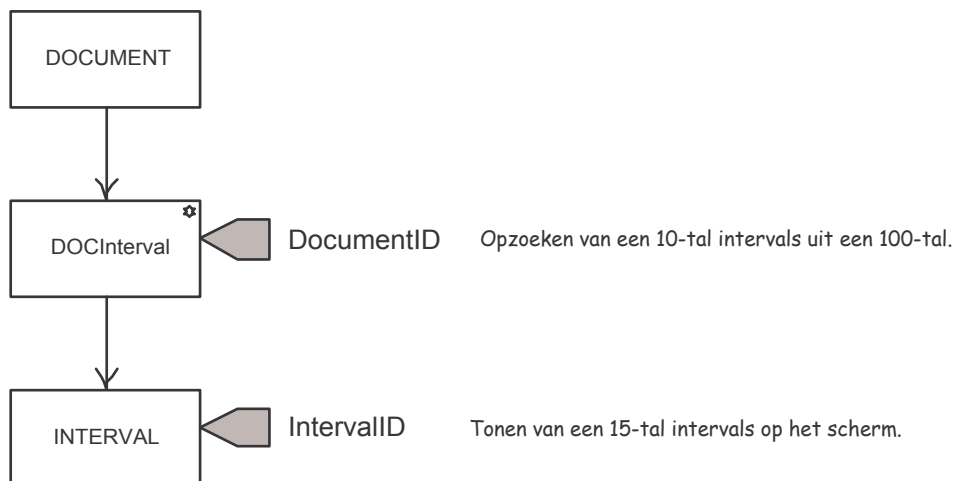 DOCUMENT
DOCInterval
DocumentID
Opzoeken van een 10-tal intervals uit een 100-tal.
INTERVAL
IntervalID
Tonen van een 15-tal intervals op het scherm.